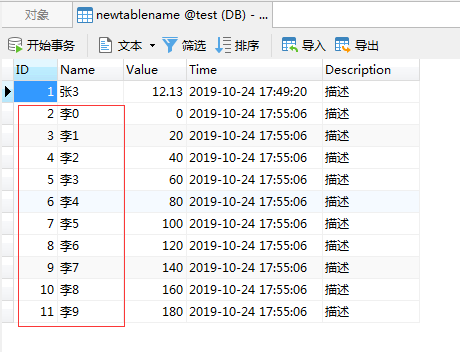 对象 newtablename @test (DB) - ...
开始事务 文本 筛选 排序 导入 导出
ID Name Value Time Description
1 张3 12.13 2019-10-24 17:49:20 描述
2 李0 0 2019-10-24 17:55:06 描述
3 李1 20 2019-10-24 17:55:06 描述
4 李2 40 2019-10-24 17:55:06 描述
5 李3 60 2019-10-24 17:55:06 描述
6 李4 80 2019-10-24 17:55:06 描述
7 李5 100 2019-10-24 17:55:06 描述
8 李6 120 2019-10-24 17:55:06 描述
9 李7 140 2019-10-24 17:55:06 描述
10 李8 160 2019-10-24 17:55:06 描述
11 李9 180 2019-10-24 17:55:06 描述